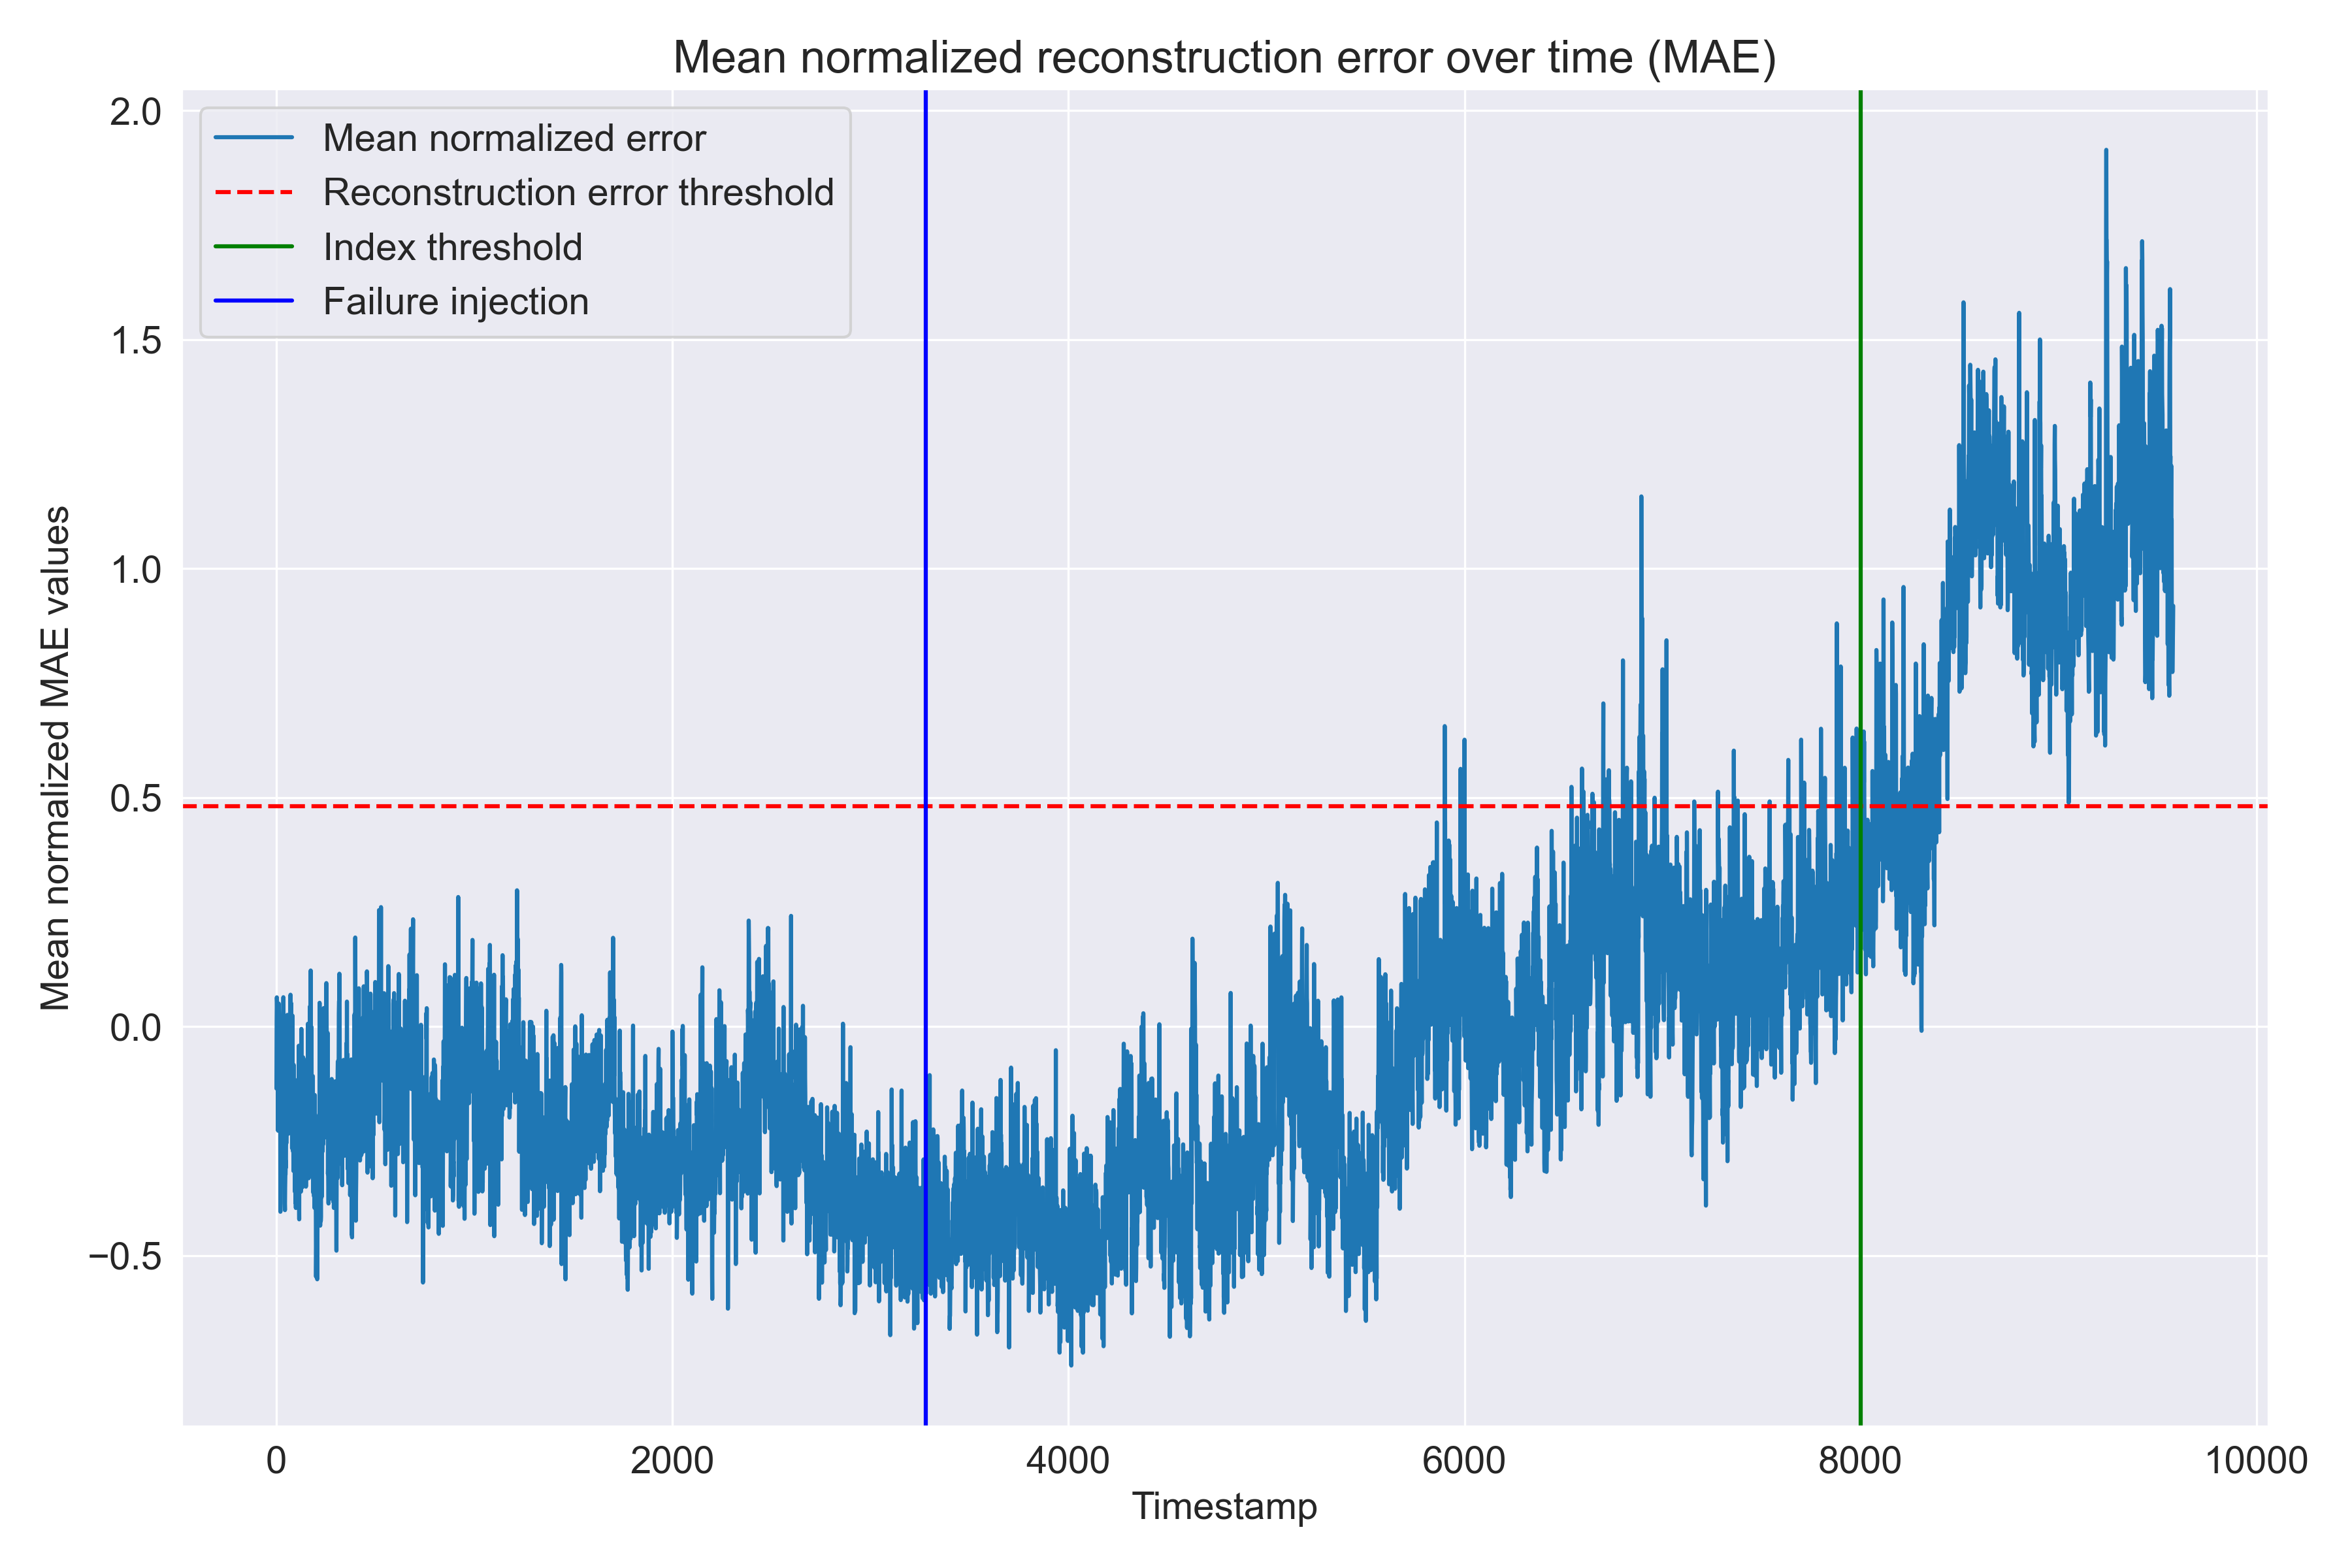 Mean normalized reconstruction error over time (MAE)
Mean normalized error
Reconstruction error threshold
Index threshold
Failure injection
Mean normalized MAE values
2.0
1.5
1.0
0.5
0.0
−0.5
0 2000 4000 6000 8000 10000
Timestamp